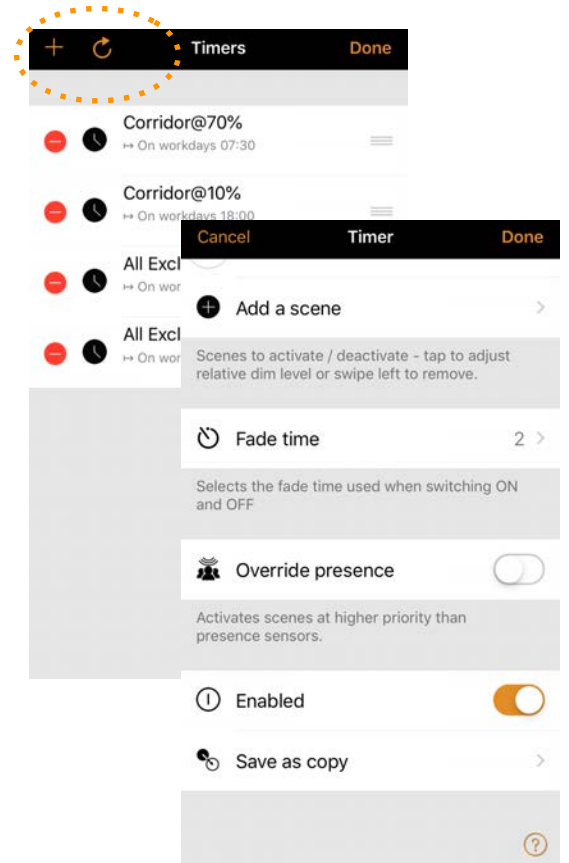 Timers
Done
Corridor@70%
↦ On workdays 07:30
Corridor@10%
↦ On workdays 18:00
All Excl
↦ On wor
All Excl
↦ On wor
Cancel
Timer
Done
Add a scene
Scenes to activate / deactivate - tap to adjust
relative dim level or swipe left to remove.
Fade time
2
Selects the fade time used when switching ON
and OFF
Override presence
Activates scenes at higher priority than
presence sensors.
Enabled
Save as copy
?